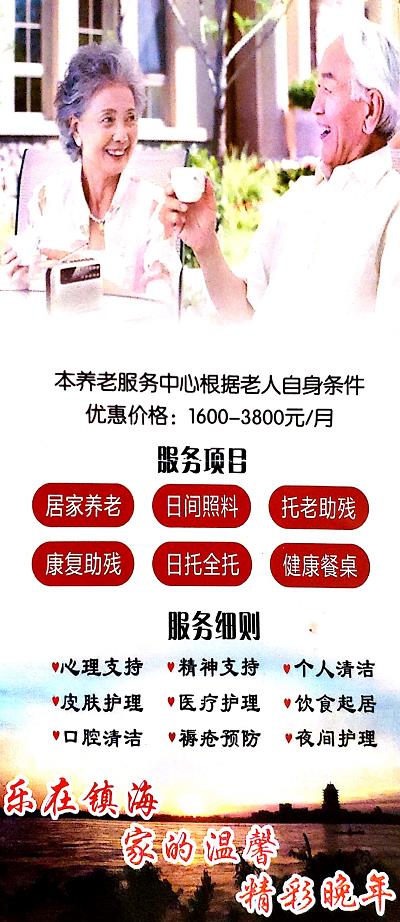 本养老服务中心根据老人自身条件
优惠价格：1600-3800元/月
服务项目
居家养老 日间照料 托老助残
康复助残 日托全托 健康餐桌
服务细则
♥心理支持 ♥精神支持 ♥个人清洁
♥皮肤护理 ♥医疗护理 ♥饮食起居
♥口腔清洁 ♥褥疮预防 ♥夜间护理
乐在镇海
家的温馨
精彩晚年